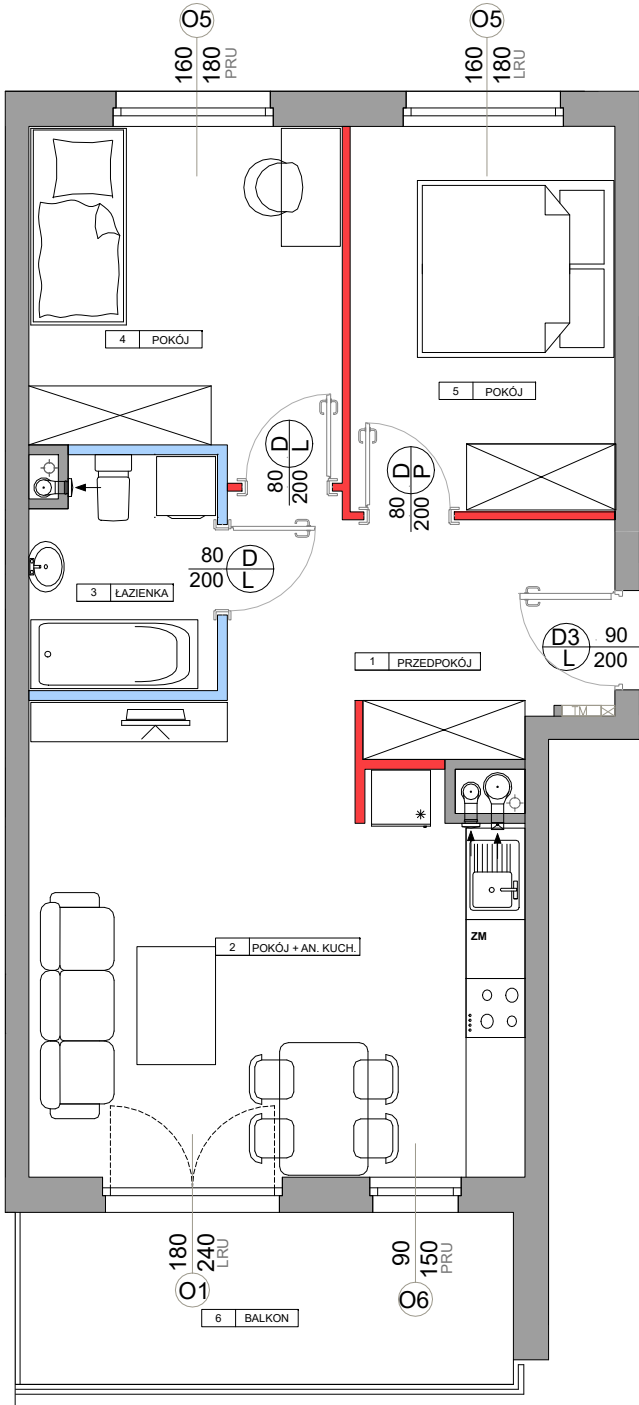 O5
160
180
PRU
O5
160
180
LRU
4 POKÓJ
5 POKÓJ
D
L
80
200
D
P
80
200
80
200
D
L
3 ŁAZIENKA
1 PRZEDPOKÓJ
D3
L
90
200
TM
ZM
2 POKÓJ + AN. KUCH.
180
240
LRU
O1
90
150
PRU
O6
6 BALKON